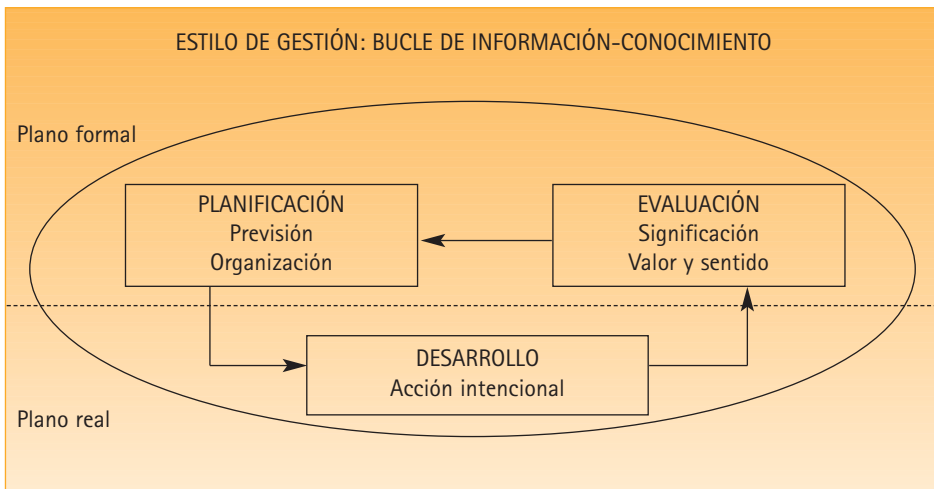 ESTILO DE GESTIÓN: BUCLE DE INFORMACIÓN-CONOCIMIENTO
Plano formal
PLANIFICACIÓN
Previsión
Organización
EVALUACIÓN
Significación
Valor y sentido
DESARROLLO
Acción intencional
Plano real